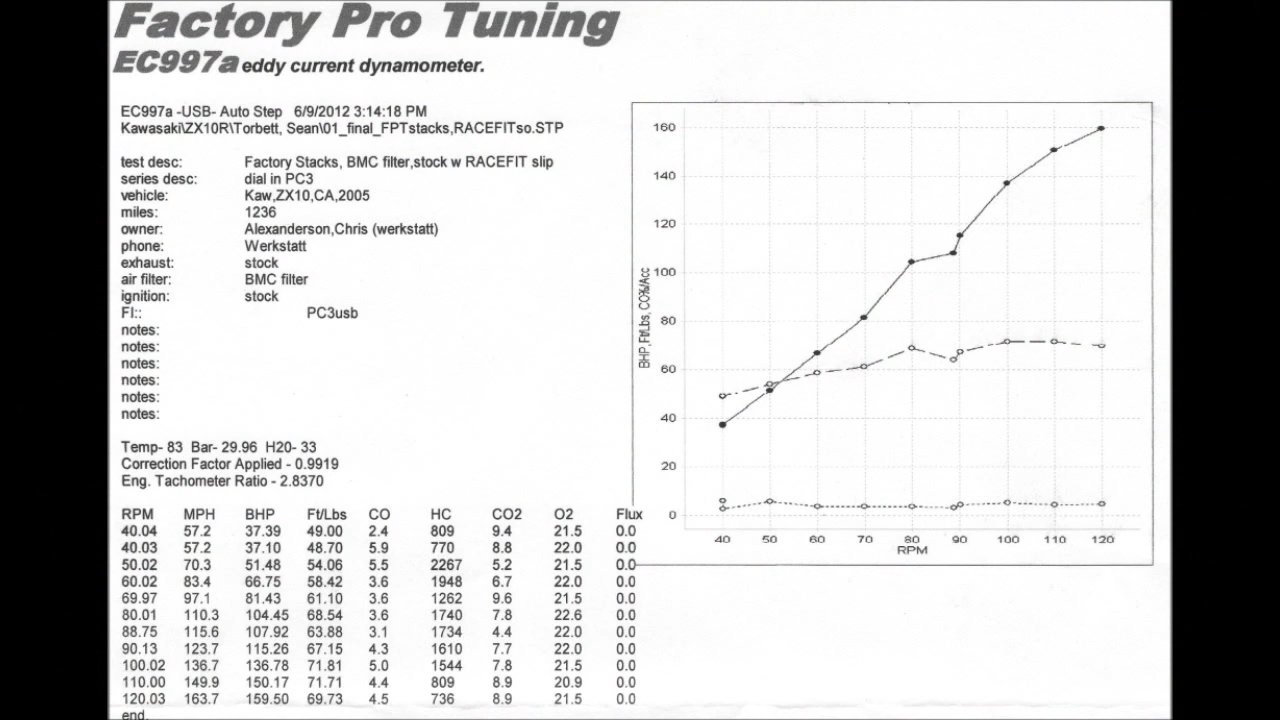 Factory Pro Tuning
EC997a eddy current dynamometer.
EC997a -USB- Auto Step 6/9/2012 3:14:18 PM
Kawasaki\ZX10R\Torbett, Sean\01_final_FPTstacks,RACEFITso.STP
test desc: Factory Stacks, BMC filter,stock w RACEFIT slip
series desc: dial in PC3
vehicle: Kaw,ZX10,CA,2005
miles: 1236
owner: Alexanderson,Chris (werkstatt)
phone: Werkstatt
exhaust: stock
air filter: BMC filter
ignition: stock
FI:: PC3usb
notes:
notes:
notes:
notes:
notes:
notes:
Temp- 83 Bar- 29.96 H20- 33
Correction Factor Applied - 0.9919
Eng. Tachometer Ratio - 2.8370
RPM MPH BHP Ft/Lbs CO HC CO2 O2 Flux
40.04 57.2 37.39 49.00 2.4 809 9.4 21.5 0.0
40.03 57.2 37.10 48.70 5.9 770 8.8 22.0 0.0
50.02 70.3 51.48 54.06 5.5 2267 5.2 21.5 0.0
60.02 83.4 66.75 58.42 3.6 1948 6.7 22.0 0.0
69.97 97.1 81.43 61.10 3.6 1262 9.6 21.5 0.0
80.01 110.3 104.45 68.54 3.6 1740 7.8 22.6 0.0
88.75 115.6 107.92 63.88 3.1 1734 4.4 22.0 0.0
90.13 123.7 115.26 67.15 4.3 1610 7.7 22.0 0.0
100.02 136.7 136.78 71.81 5.0 1544 7.8 21.5 0.0
110.00 149.9 150.17 71.71 4.4 809 8.9 20.9 0.0
120.03 163.7 159.50 69.73 4.5 736 8.9 21.5 0.0
end.
BHP,Ft/Lbs, CO%/Acc
160
140
120
100
80
60
40
20
0
40 50 60 70 80 90 100 110 120
RPM